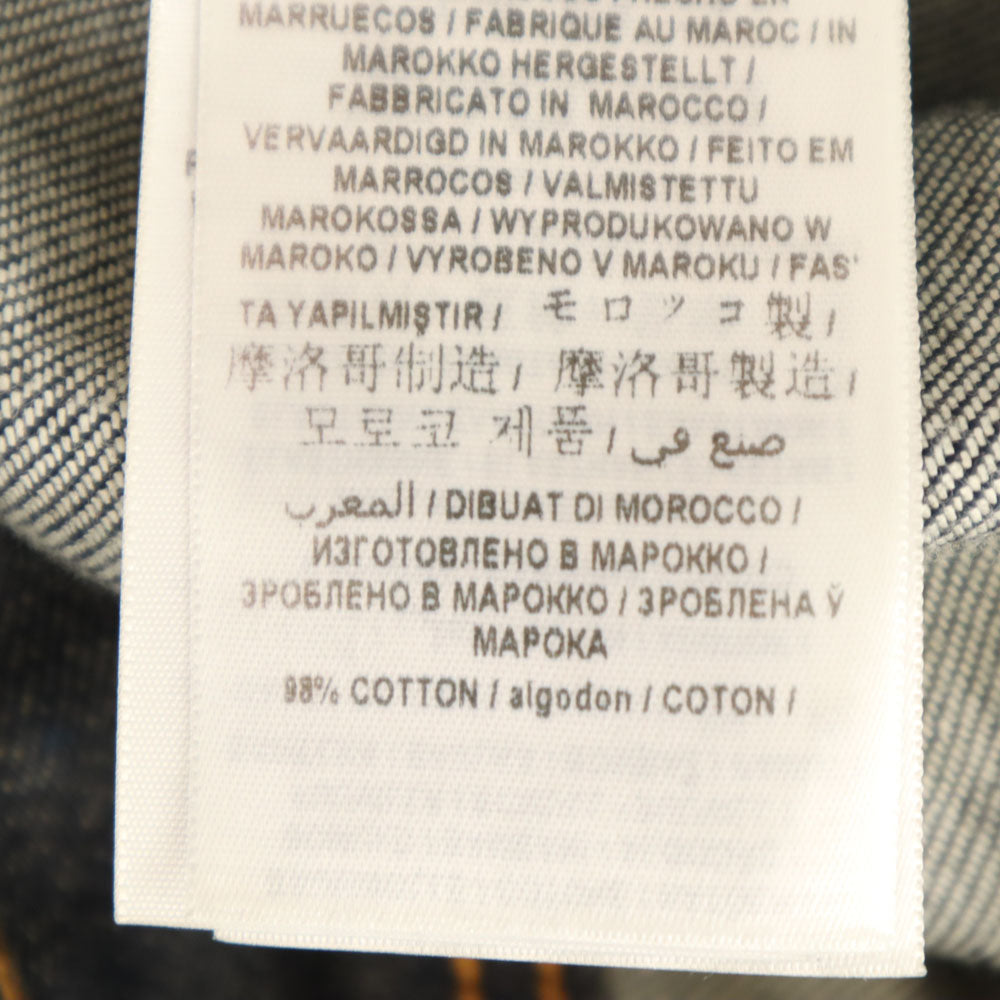 HECHO EN
MARRUECOS / FABRIQUE AU MAROC / IN
MAROKKO HERGESTELLT /
FABBRICATO IN MAROCCO /
VERVAARDIGD IN MAROKKO / FEITO EM
MARROCOS / VALMISTETTU
MAROKOSSA / WYPRODUKOWANO W
MAROKO / VYROBENO V MAROKU / FAS'
TA YAPILMIŞTIR / モロッコ製 /
摩洛哥制造 / 摩洛哥製造 /
모로코 제품 / صنع في
المغرب / DIBUAT DI MOROCCO /
ИЗГОТОВЛЕНО В МАРОККО /
ЗРОБЛЕНО В МАРОККО / ЗРОБЛЕНА Ў
МАРОКА
98% COTTON / algodon / COTON /